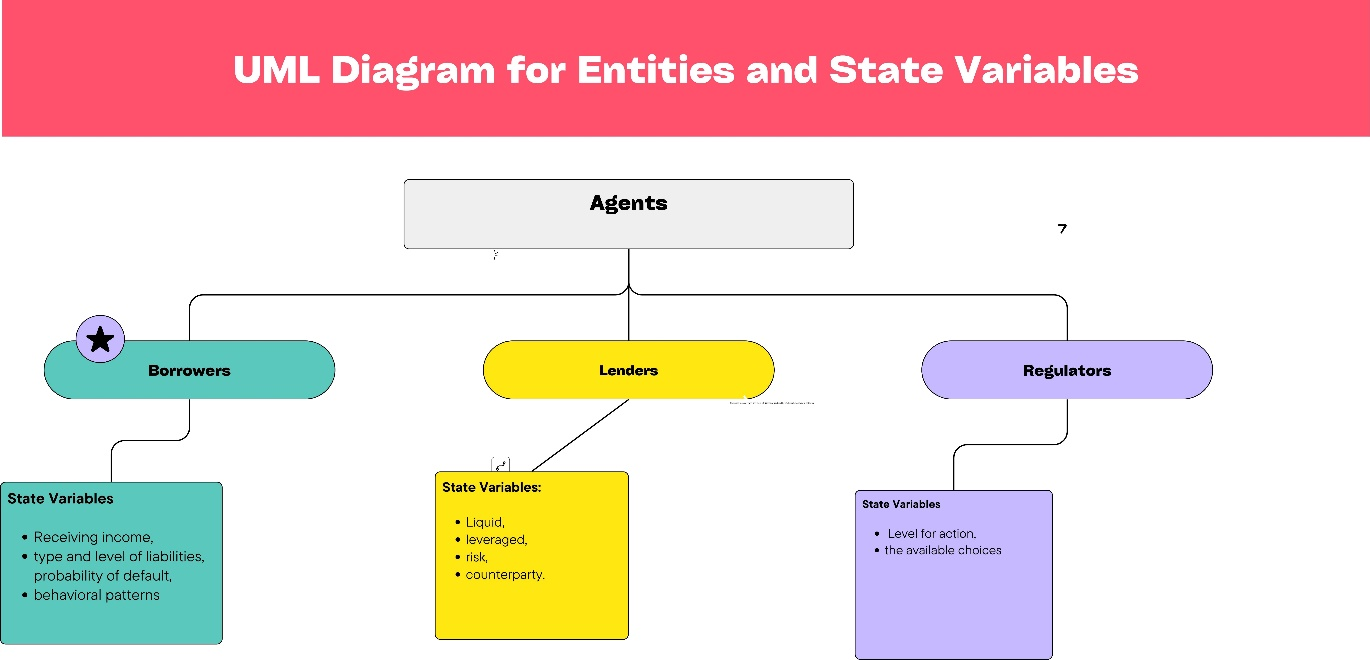 UML Diagram for Entities and State Variables
Agents
7
Borrowers
Lenders
Regulators
State Variables
Receiving income,
type and level of liabilities,
probability of default,
behavioral patterns
State Variables:
Liquid,
leveraged,
risk,
counterparty.
State Variables
Level for action,
the available choices